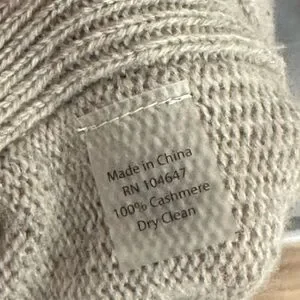 Made in China
RN 104647
100% Cashmere
Dry Clean